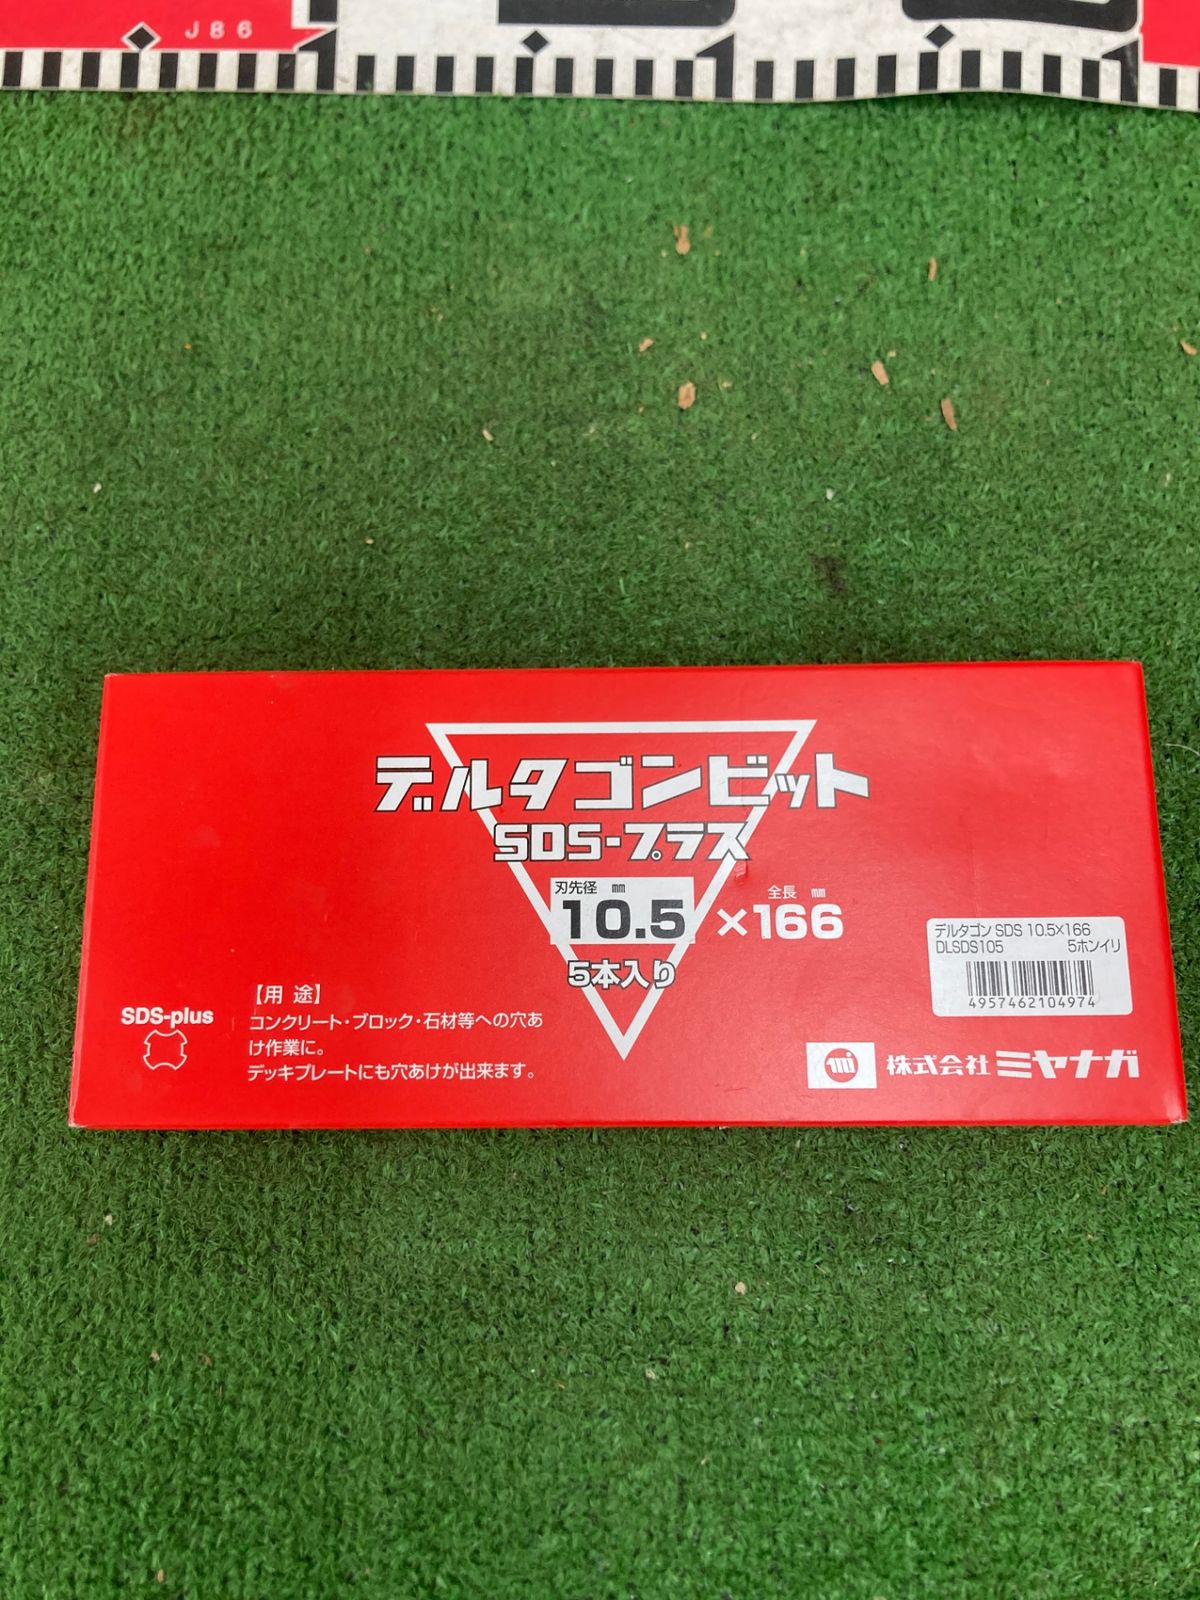 J86
デルタゴンビット
SDS-プラス
刃先径 mm
全長 mm
10.5 ×166
5本入り
デルタゴン SDS 10.5×166
DLSDS105 5ホンイリ
4957462104974
SDS-plus
【用 途】
コンクリート・ブロック・石材等への穴あ
け作業に。
デッキプレートにも穴あけが出来ます。
株式会社 ミヤナガ